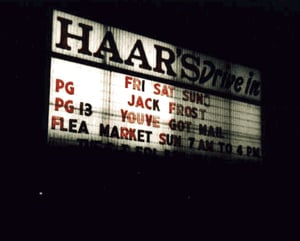 HAAR'S Drive in
FRI SAT SUN
PG JACK FROST
PG 13 YOUVE GOT MAIL
FLEA MARKET SUN 7 AM TO 4 PM